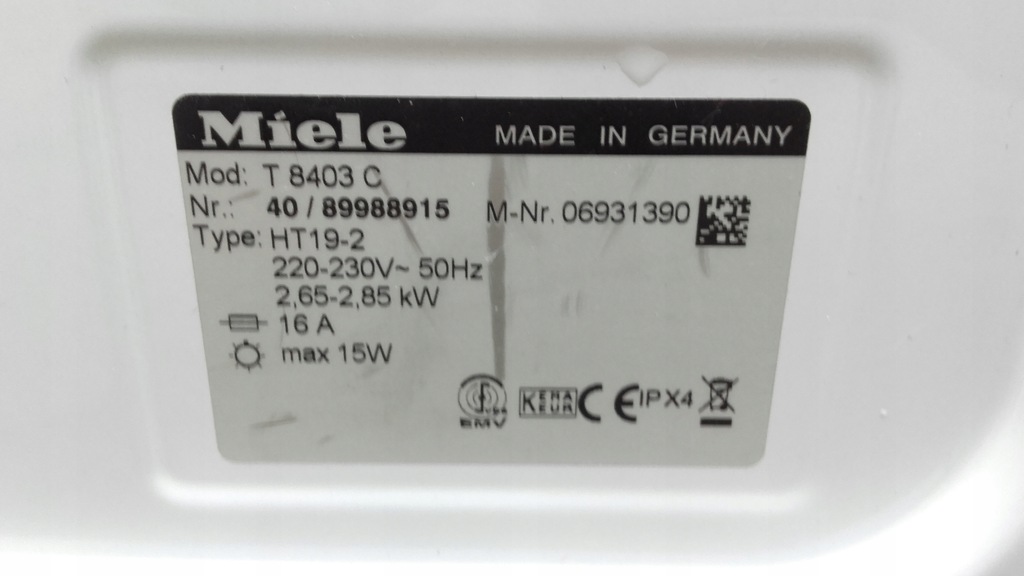 Miele MADE IN GERMANY
Mod: T 8403 C
Nr.: 40 / 89988915 M-Nr. 06931390
Type: HT19-2
220-230V~ 50Hz
2,65-2,85 kW
16 A
max 15W
EMV KEMA KEUR CE IPX4